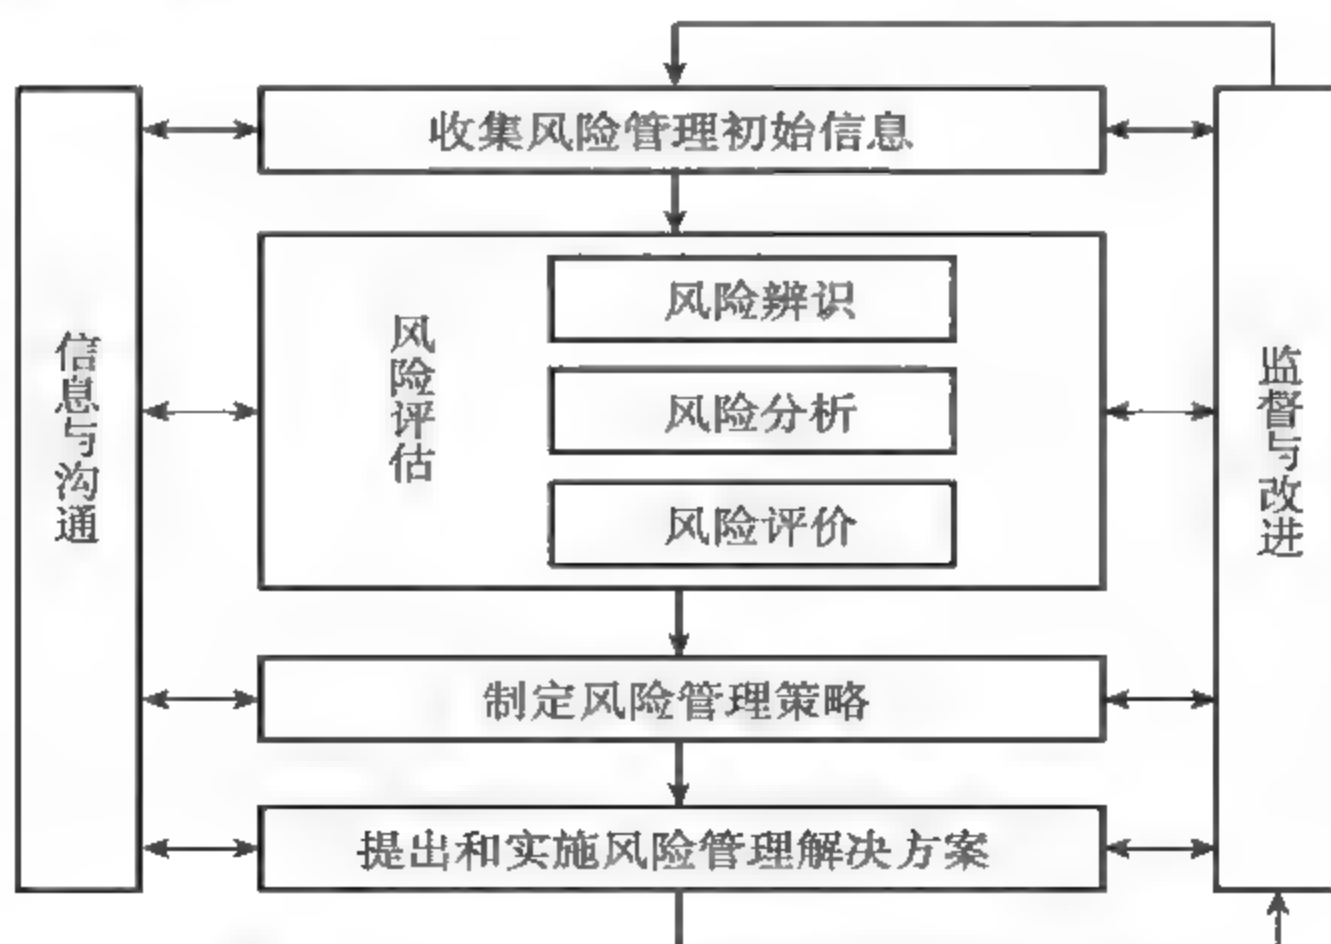 收集风险管理初始信息
信息与沟通
风险评估
风险辨识
风险分析
风险评价
监督与改进
制定风险管理策略
提出和实施风险管理解决方案